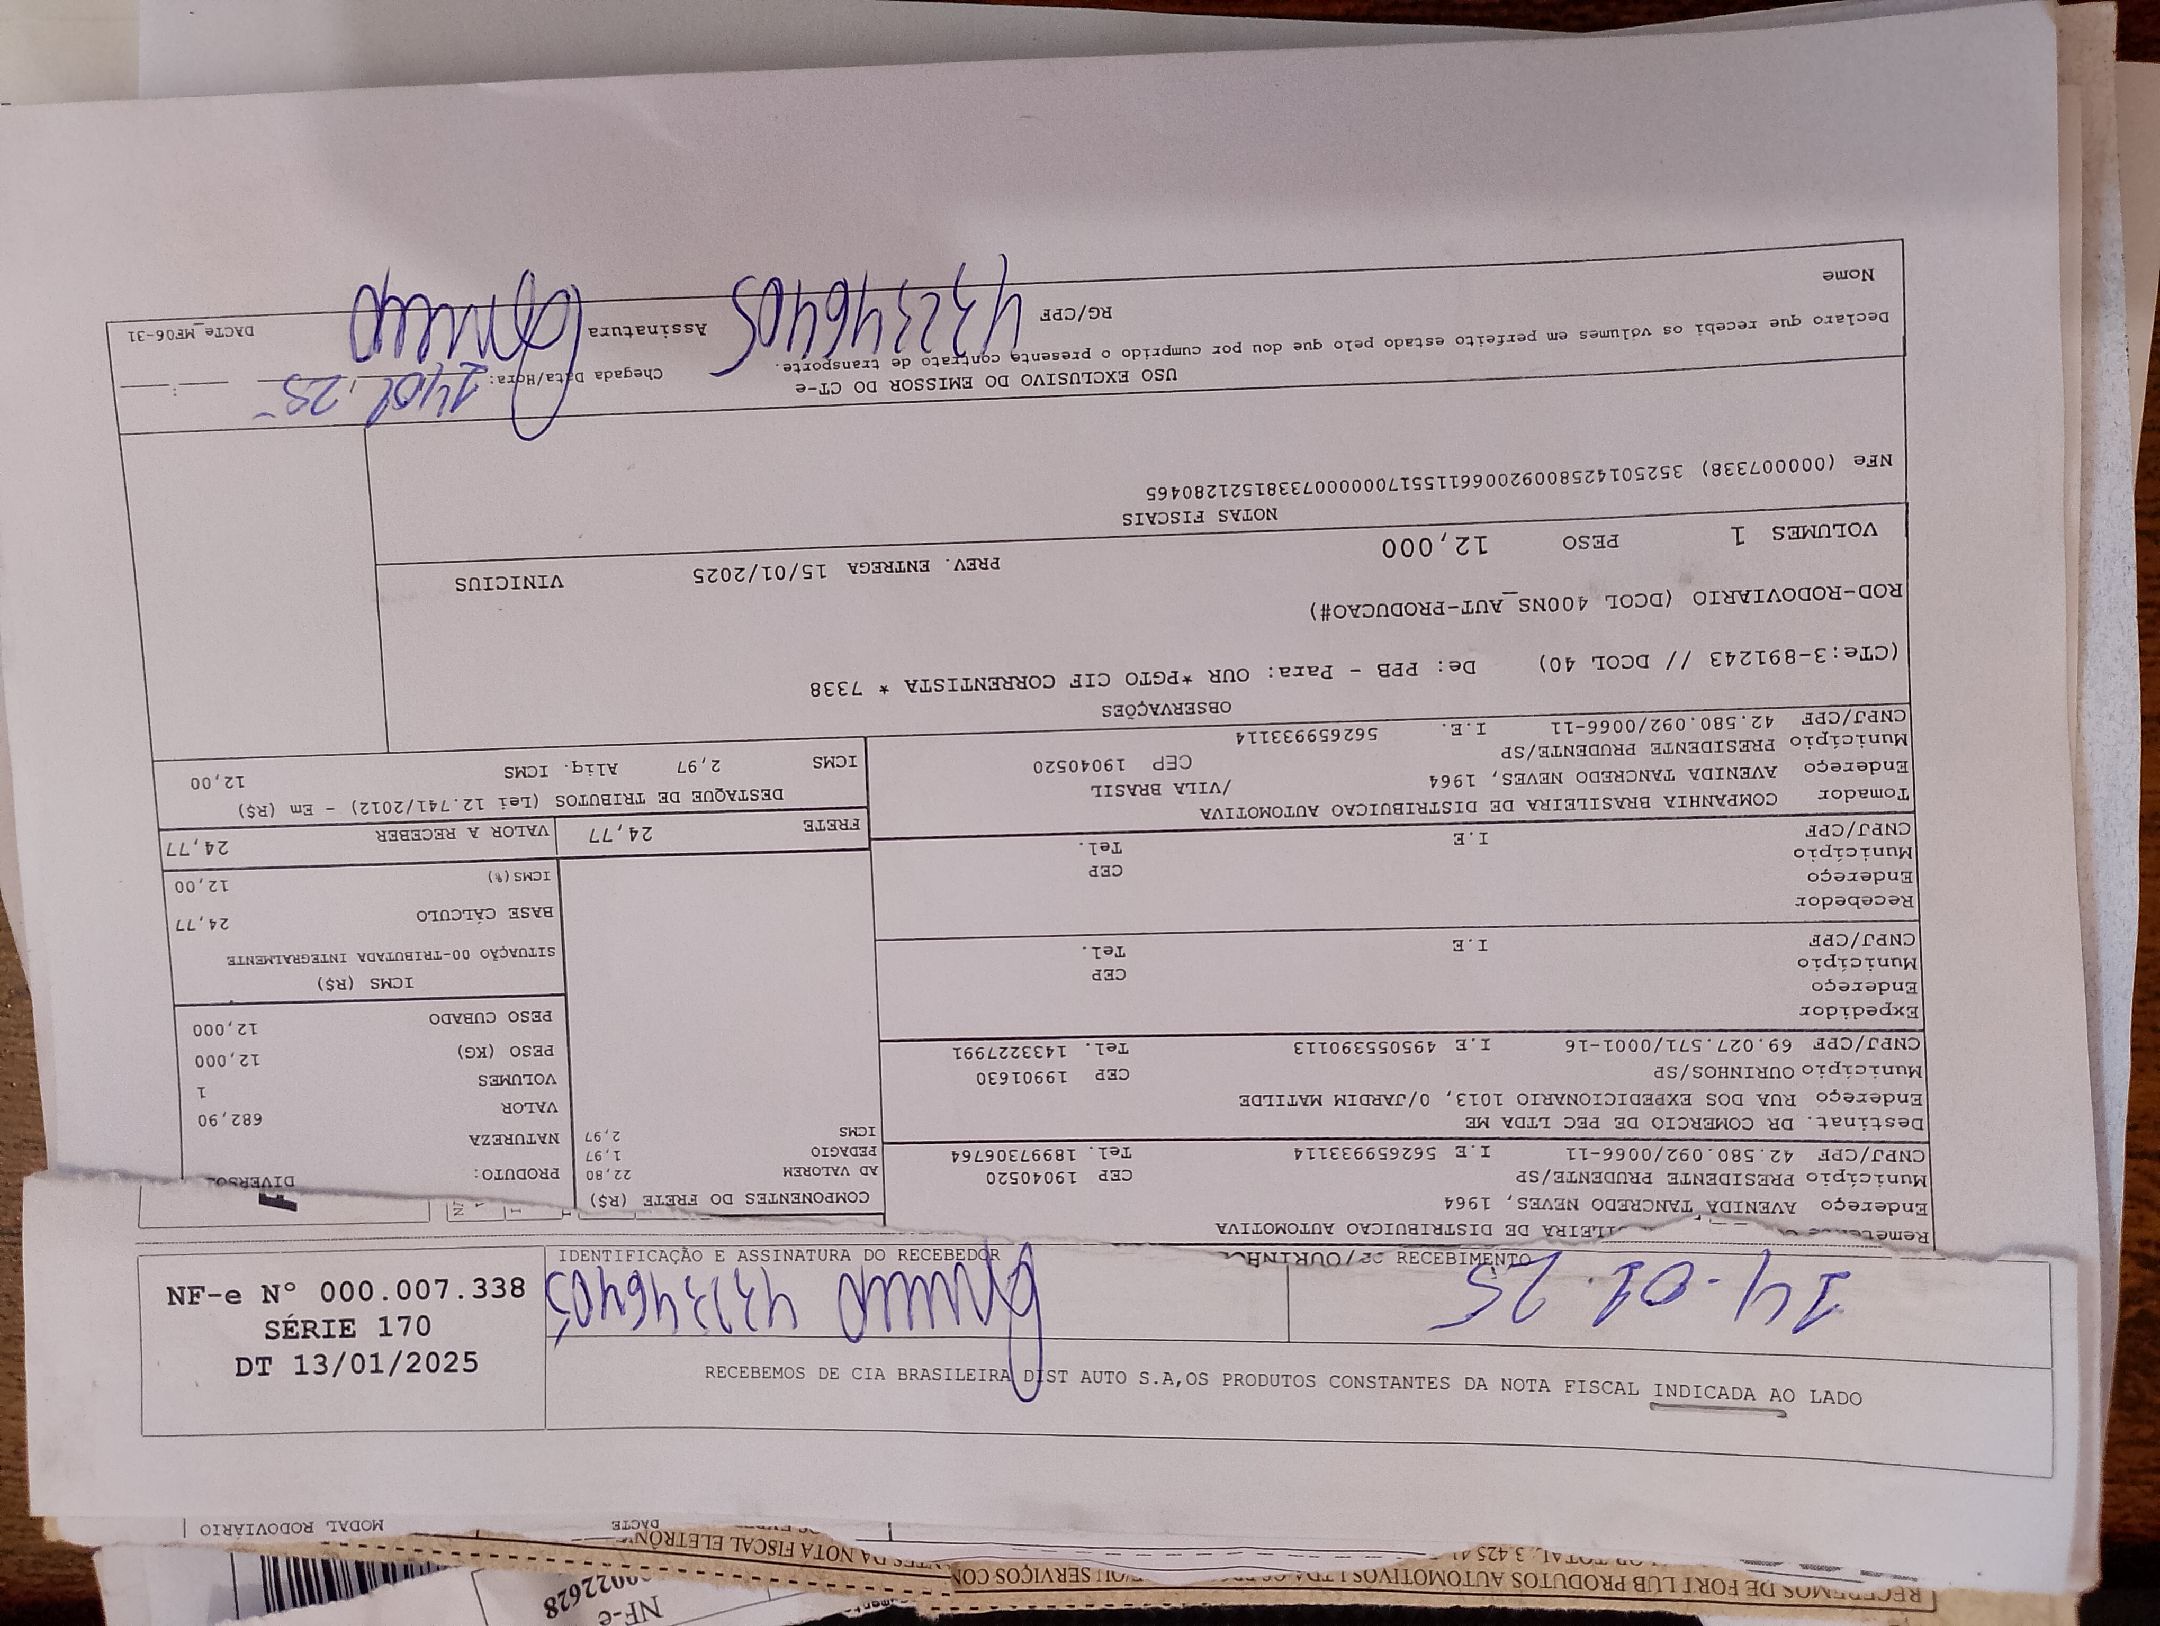 NF-e N° 000.007.338
SÉRIE 170
DT 13/01/2025
IDENTIFICAÇÃO E ASSINATURA DO RECEBEDOR
RECEBIMENTO
14-01-25
RECEBEMOS DE CIA BRASILEIRA DIST AUTO S.A,OS PRODUTOS CONSTANTES DA NOTA FISCAL INDICADA AO LADO
DE DISTRIBUICAO AUTOMOTIVA
Endereço AVENIDA TANCREDO NEVES, 1964
Município PRESIDENTE PRUDENTE/SP CEP 19040520
CNPJ/CPF 42.580.092/0066-11 I.E 562659933114 Tel. 18997306764
Destinat. DR COMERCIO DE PEC LTDA ME
Endereço RUA DOS EXPEDICIONARIO 1013, 0/JARDIM MATILDE
Município OURINHOS/SP CEP 19901630
CNPJ/CPF 69.027.571/0001-16 I.E 495055390113 Tel. 1433227991
Expedidor
Endereço
Município CEP
CNPJ/CPF I.E Tel.
Recebedor
Endereço
Município CEP
CNPJ/CPF I.E Tel.
Tomador COMPANHIA BRASILEIRA DE DISTRIBUICAO AUTOMOTIVA
Endereço AVENIDA TANCREDO NEVES, 1964 /VILA BRASIL
Município PRESIDENTE PRUDENTE/SP CEP 19040520
CNPJ/CPF 42.580.092/0066-11 I.E. 562659933114
COMPONENTES DO FRETE (R$)
AD VALOREM 22,80
PEDAGIO 1,97
ICMS 2,97
PRODUTO: DIVERSOS
NATUREZA
VALOR 682,90
VOLUMES 1
PESO (KG) 12,000
PESO CUBADO 12,000
ICMS (R$)
SITUAÇÃO 00-TRIBUTADA INTEGRALMENTE
BASE CÁLCULO 24,77
ICMS(%) 12,00
FRETE 24,77 VALOR A RECEBER 24,77
DESTAQUE DE TRIBUTOS (Lei 12.741/2012) - Em (R$)
ICMS 2,97 Aliq. ICMS 12,00
OBSERVAÇÕES
(CTe:3-891243 // DCOL 40) De: PPB - Para: OUR *PGTO CIF CORRENTISTA * 7338
ROD-RODOVIARIO (DCOL 400NS_AUT-PRODUCAO#)
VOLUMES 1 PESO 12,000 PREV. ENTREGA 15/01/2025 VINICIUS
NOTAS FISCAIS
NFe (000007338)
USO EXCLUSIVO DO EMISSOR DO CT-e
Declaro que recebi os volumes em perfeito estado pelo que dou por cumprido o presente contrato de transporte.
Chegada Data/Hora: 14/01.25
Nome RG/CPF Assinatura
DACTe_MF06-31
DACTE
MODAL RODOVIÁRIO
NF-e